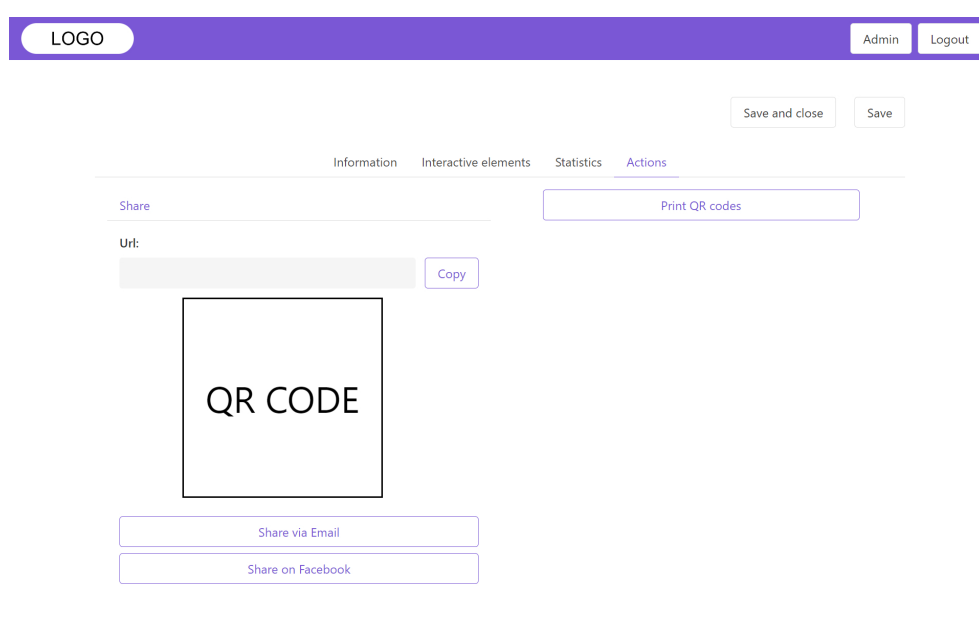 LOGO Admin Logout
Save and close Save
Information Interactive elements Statistics Actions
Share
Print QR codes
Url:
Copy
QR CODE
Share via Email
Share on Facebook